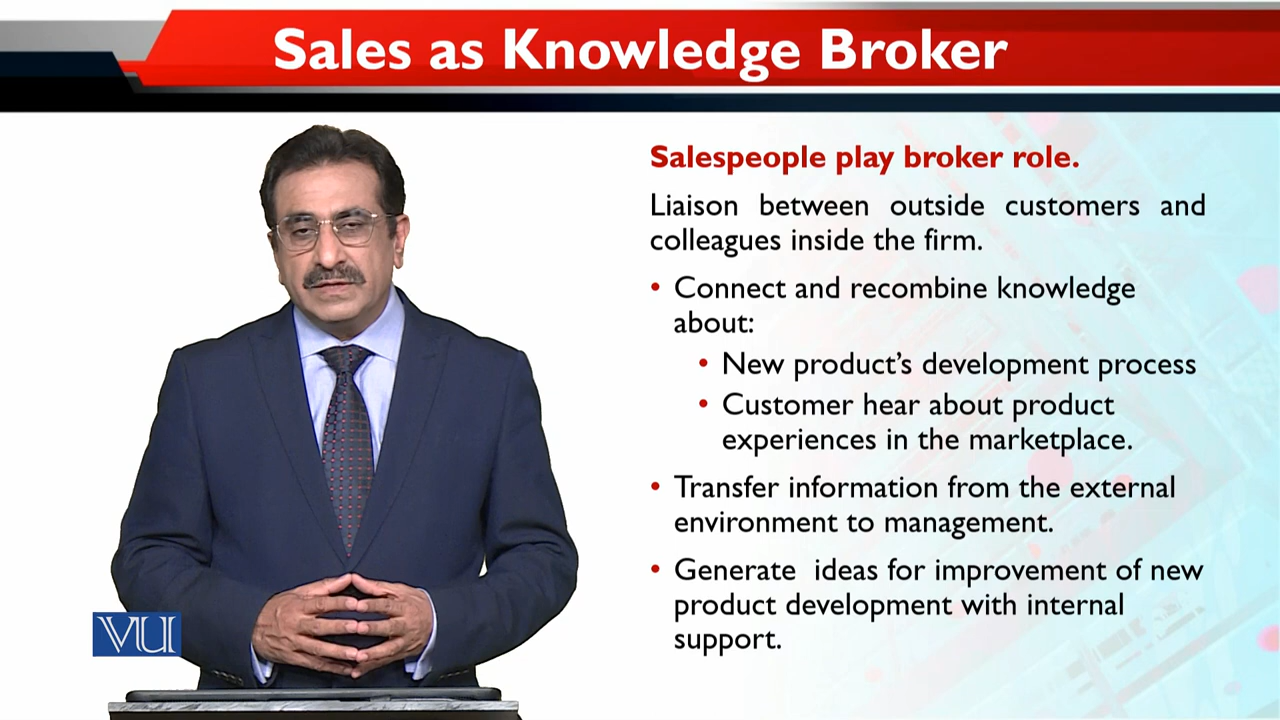 Sales as Knowledge Broker
Salespeople play broker role.
Liaison between outside customers and
colleagues inside the firm.
• Connect and recombine knowledge
about:
• New product’s development process
• Customer hear about product
experiences in the marketplace.
• Transfer information from the external
environment to management.
• Generate ideas for improvement of new
product development with internal
support.
VU